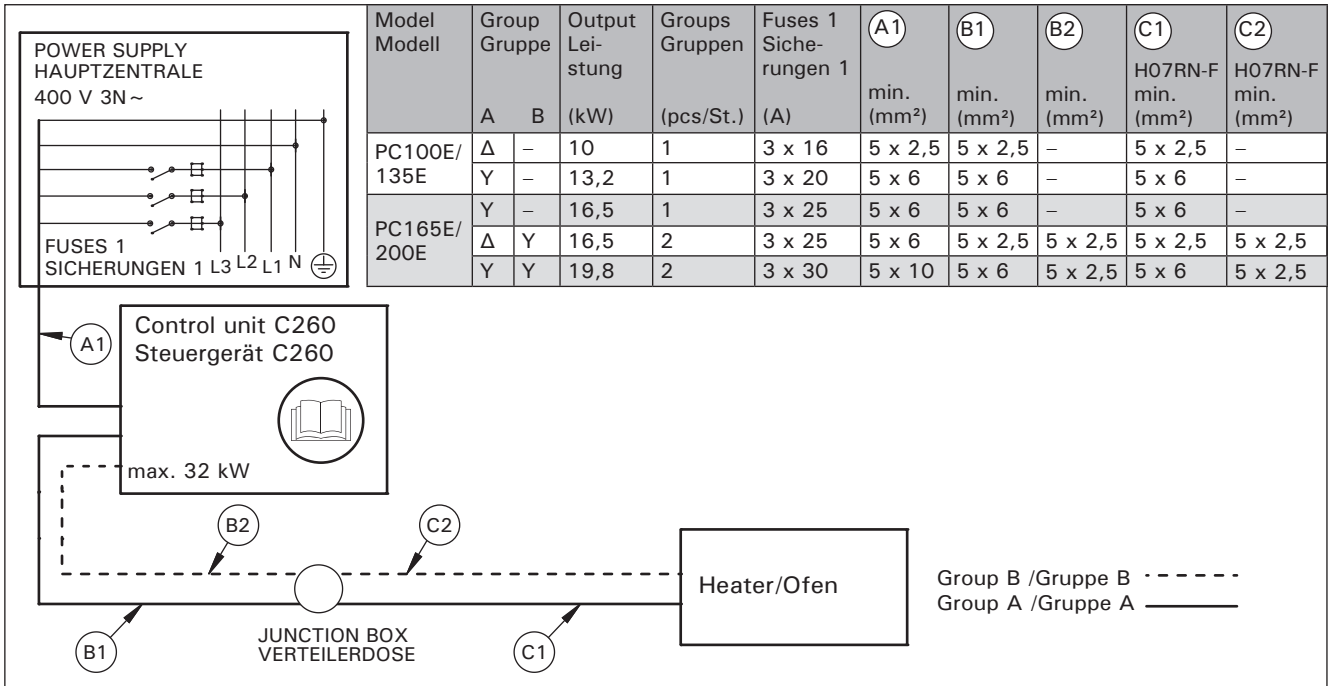 POWER SUPPLY
HAUPTZENTRALE
400 V 3N~
FUSES 1
SICHERUNGEN 1 L3 L2 L1 N
Model Group Output Groups Fuses 1 A1 B1 B2 C1 C2
Modell Gruppe Lei- Gruppen Siche-
stung rungen 1 H07RN-F H07RN-F
min. min. min. min. min.
A B (kW) (pcs/St.) (A) (mm²) (mm²) (mm²) (mm²) (mm²)
PC100E/ Δ – 10 1 3 x 16 5 x 2,5 5 x 2,5 – 5 x 2,5 –
135E Y – 13,2 1 3 x 20 5 x 6 5 x 6 – 5 x 6 –
PC165E/ Y – 16,5 1 3 x 25 5 x 6 5 x 6 – 5 x 6 –
200E Δ Y 16,5 2 3 x 25 5 x 6 5 x 2,5 5 x 2,5 5 x 2,5 5 x 2,5
Y Y 19,8 2 3 x 30 5 x 10 5 x 6 5 x 2,5 5 x 6 5 x 2,5
A1
Control unit C260
Steuergerät C260
max. 32 kW
B2
C2
Heater/Ofen
Group B /Gruppe B
Group A /Gruppe A
B1
JUNCTION BOX
VERTEILERDOSE
C1